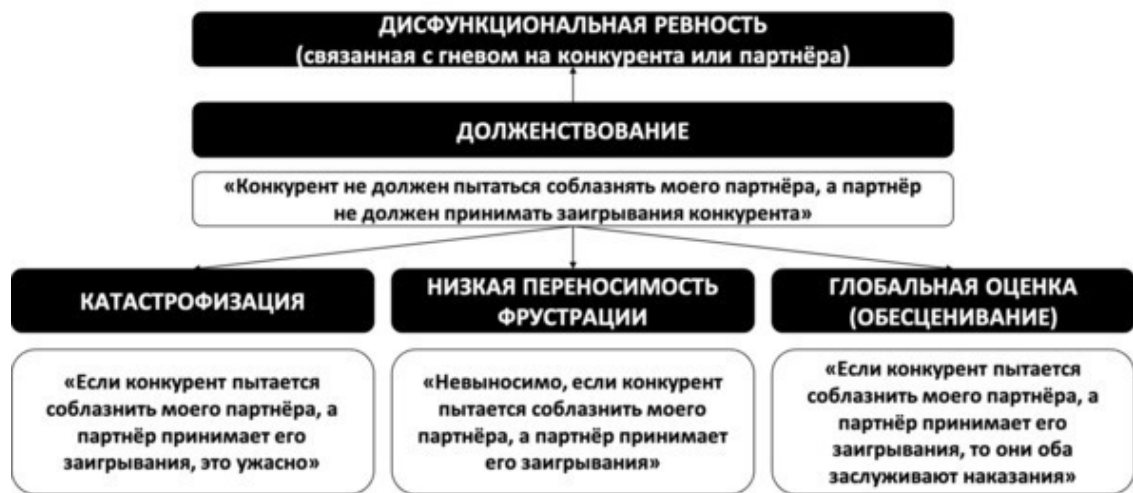 ДИСФУНКЦИОНАЛЬНАЯ РЕВНОСТЬ
(связанная с гневом на конкурента или партнёра)
ДОЛЖЕНСТВОВАНИЕ
«Конкурент не должен пытаться соблазнять моего партнёра, а партнёр
не должен принимать заигрывания конкурента»
КАТАСТРОФИЗАЦИЯ
«Если конкурент пытается
соблазнить моего партнёра, а
партнёр принимает его
заигрывания, это ужасно»
НИЗКАЯ ПЕРЕНОСИМОСТЬ
ФРУСТРАЦИИ
«Невыносимо, если конкурент
пытается соблазнить моего
партнёра, а партнёр принимает
его заигрывания»
ГЛОБАЛЬНАЯ ОЦЕНКА
(ОБЕСЦЕНИВАНИЕ)
«Если конкурент пытается
соблазнить моего партнёра, а
партнёр принимает его
заигрывания, то они оба
заслуживают наказания»